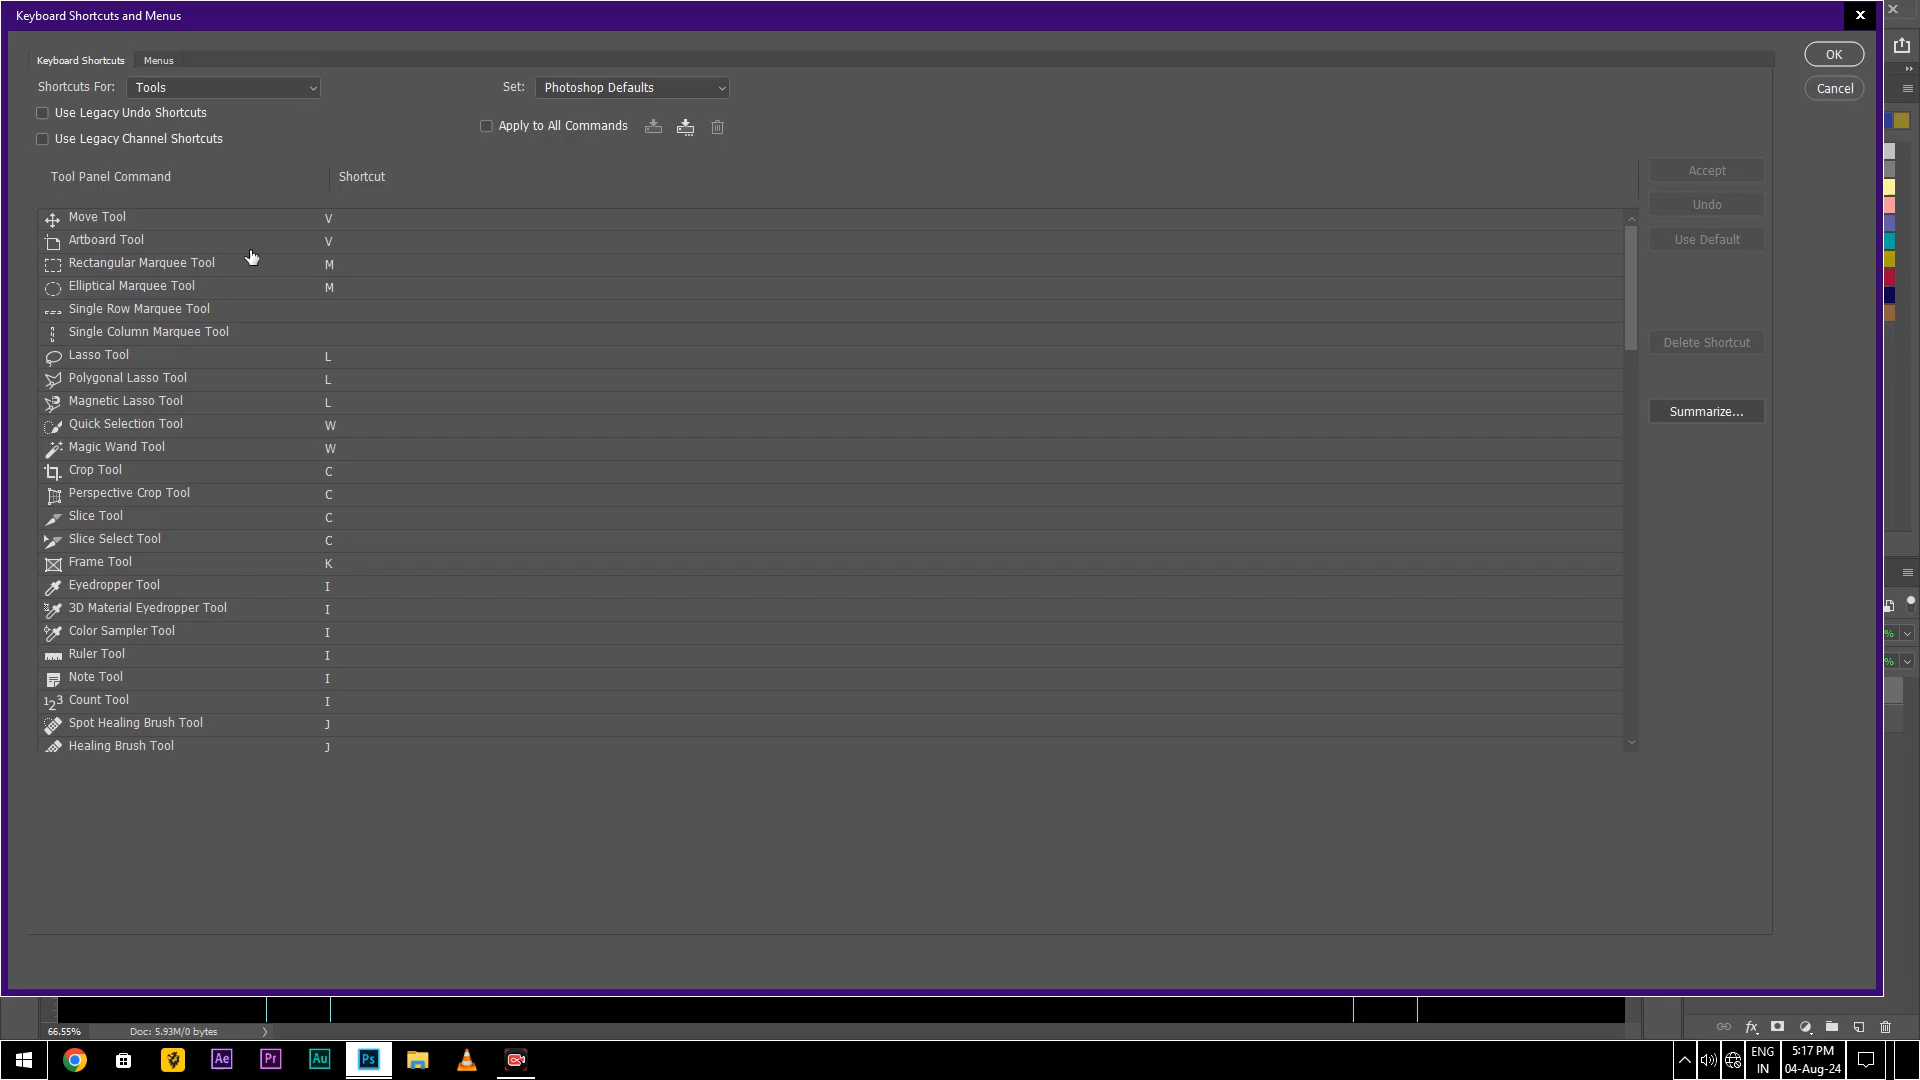 Keyboard Shortcuts and Menus
Keyboard Shortcuts Menus
OK
Shortcuts For: Tools Set: Photoshop Defaults
Cancel
Use Legacy Undo Shortcuts
Apply to All Commands
Use Legacy Channel Shortcuts
Tool Panel Command Shortcut
Accept
Undo
Use Default
Delete Shortcut
Summarize...
Move Tool V
Artboard Tool V
Rectangular Marquee Tool M
Elliptical Marquee Tool M
Single Row Marquee Tool
Single Column Marquee Tool
Lasso Tool L
Polygonal Lasso Tool L
Magnetic Lasso Tool L
Quick Selection Tool W
Magic Wand Tool W
Crop Tool C
Perspective Crop Tool C
Slice Tool C
Slice Select Tool C
Frame Tool K
Eyedropper Tool I
3D Material Eyedropper Tool I
Color Sampler Tool I
Ruler Tool I
Note Tool I
Count Tool I
Spot Healing Brush Tool J
Healing Brush Tool J
%
%
66.55% Doc: 5.93M/0 bytes
fx
Ae Pr Au Ps
ENG
IN
5:17 PM
04-Aug-24